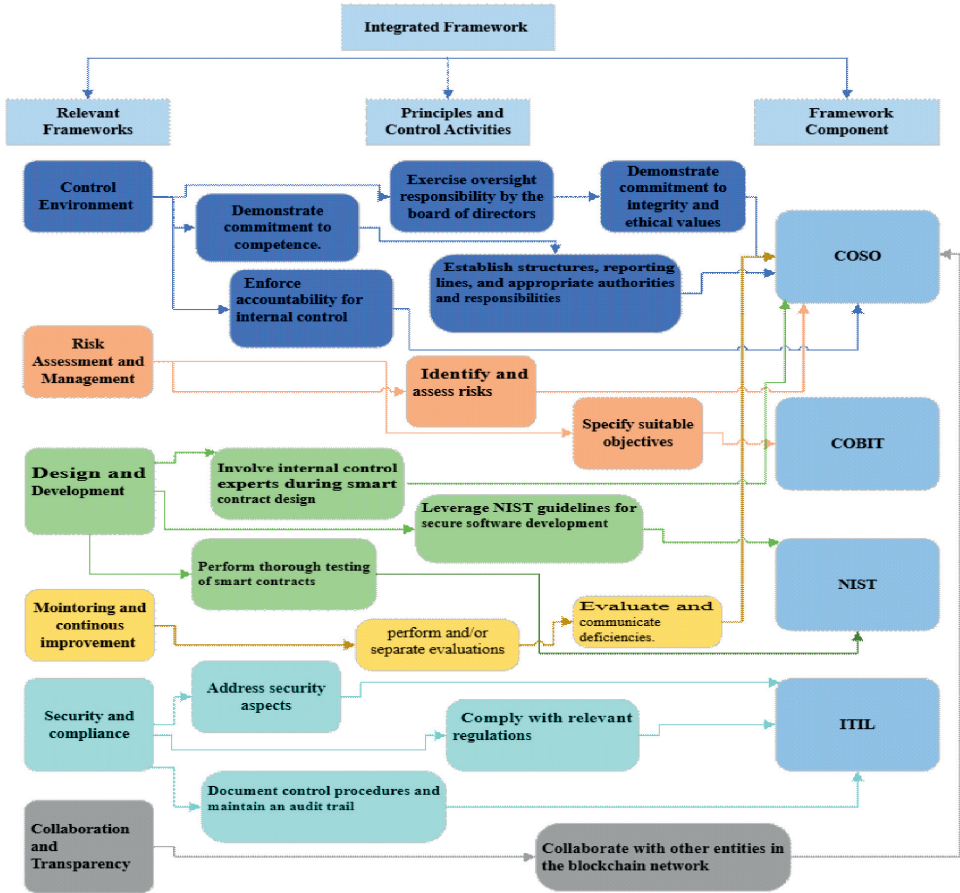 Integrated Framework
Relevant
Frameworks
Principles and
Control Activities
Framework
Component
Control
Environment
Exercise oversight
responsibility by the
board of directors
Demonstrate
commitment to
integrity and
ethical values
Demonstrate
commitment to
competence.
COSO
Establish structures, reporting
lines, and appropriate authorities
and responsibilities
Enforce
accountability for
internal control
Risk
Assessment and
Management
Identify and
assess risks
Specify suitable
objectives
COBIT
Design and
Development
Involve internal control
experts during smart
contract design
Leverage NIST guidelines for
secure software development
Perform thorough testing
of smart contracts
NIST
Mointoring and
continous
improvement
perform and/or
separate evaluations
Evaluate and
communicate
deficiencies.
Security and
compliance
Address security
aspects
Comply with relevant
regulations
ITIL
Document control procedures and
maintain an audit trail
Collaboration
and
Transparency
Collaborate with other entities in
the blockchain network